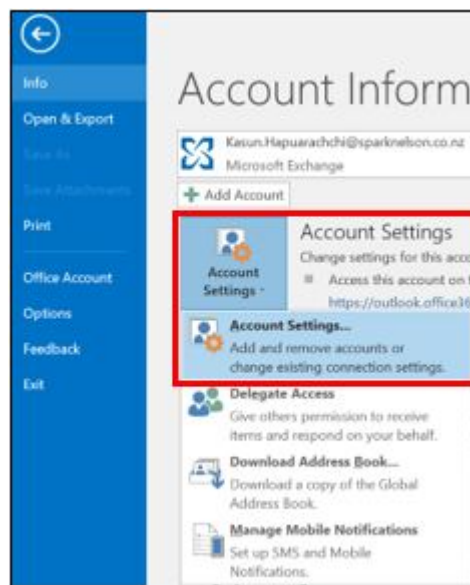 Info
Open & Export
Save As
Save Attachments
Print
Office Account
Options
Feedback
Exit
Account Inform
Kasun.Hapuarachchi@sparknelson.co.nz
Microsoft Exchange
Add Account
Account
Settings
Account Settings
Change settings for this acco
Access this account on t
https://outlook.office36
Account Settings...
Add and remove accounts or
change existing connection settings.
Delegate Access
Give others permission to receive
items and respond on your behalf.
Download Address Book...
Download a copy of the Global
Address Book.
Manage Mobile Notifications
Set up SMS and Mobile
Notifications.